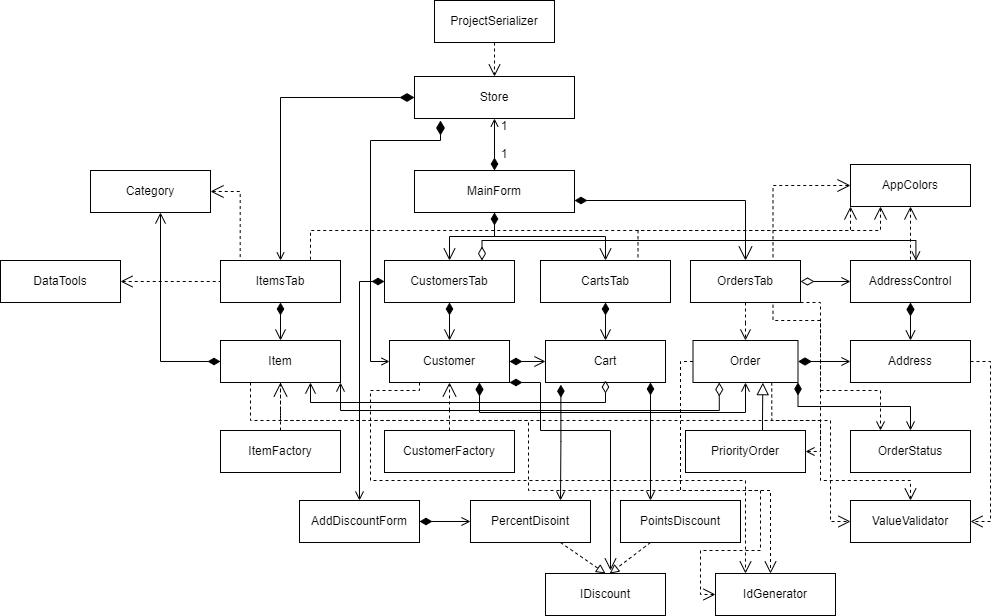 ProjectSerializer
Store
1
1
MainForm
Category
AppColors
DataTools
ItemsTab
CustomersTab
CartsTab
OrdersTab
AddressControl
Item
Customer
Cart
Order
Address
ItemFactory
CustomerFactory
PriorityOrder
OrderStatus
AddDiscountForm
PercentDisoint
PointsDiscount
ValueValidator
IDiscount
IdGenerator